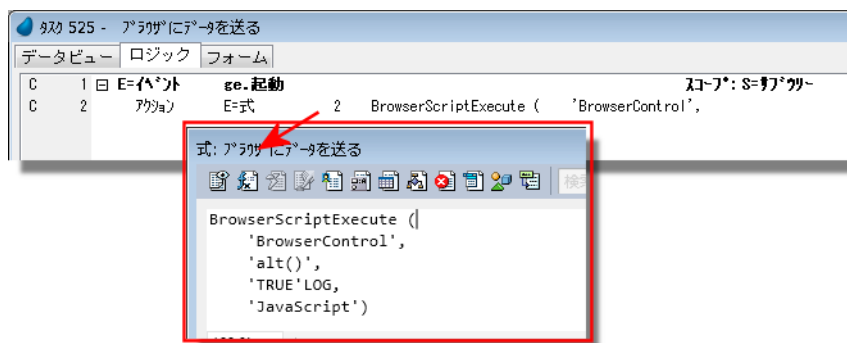 タスク 525 - ブラウザにデータを送る
データビュー ロジック フォーム
C 1 E=イベント ge.起動 スコープ: S=サブツリー
C 2 アクション E=式 2 BrowserScriptExecute ( 'BrowserControl',
式: ブラウザにデータを送る
検
BrowserScriptExecute (
'BrowserControl',
'alt()',
'TRUE'LOG,
'JavaScript')